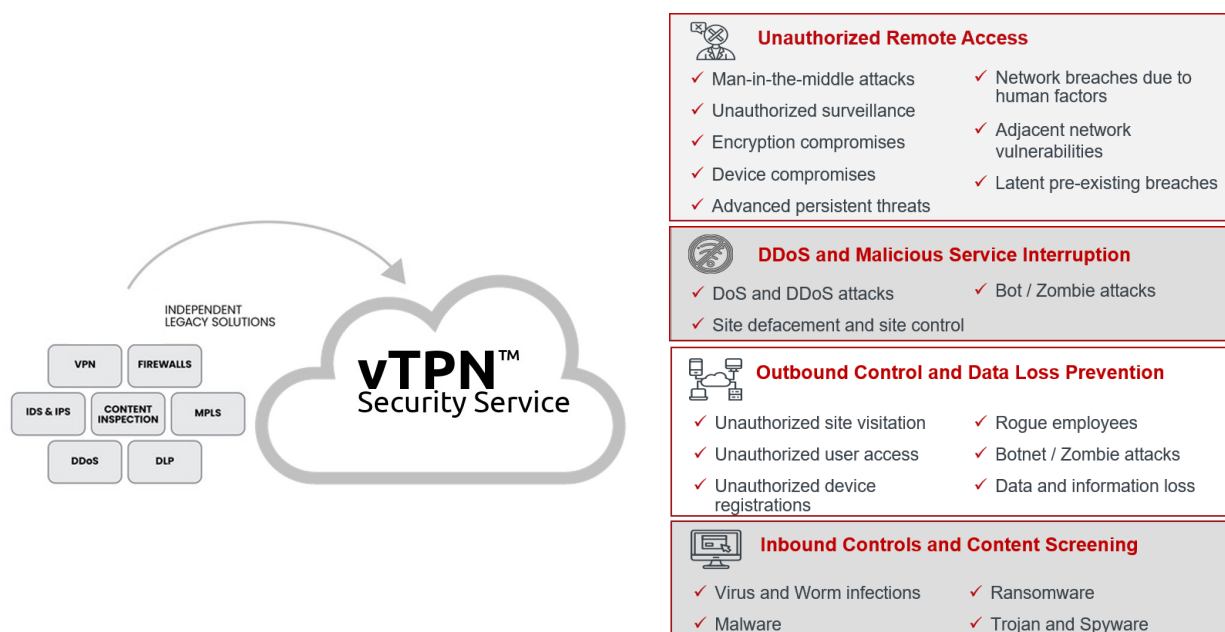 INDEPENDENT
LEGACY SOLUTIONS
VPN
FIREWALLS
IDS & IPS
CONTENT
INSPECTION
MPLS
DDoS
DLP
vTPN™
Security Service
Unauthorized Remote Access
✓ Man-in-the-middle attacks
✓ Unauthorized surveillance
✓ Encryption compromises
✓ Device compromises
✓ Advanced persistent threats
✓ Network breaches due to
human factors
✓ Adjacent network
vulnerabilities
✓ Latent pre-existing breaches
DDoS and Malicious Service Interruption
✓ DoS and DDoS attacks
✓ Site defacement and site control
✓ Bot / Zombie attacks
Outbound Control and Data Loss Prevention
✓ Unauthorized site visitation
✓ Unauthorized user access
✓ Unauthorized device
registrations
✓ Rogue employees
✓ Botnet / Zombie attacks
✓ Data and information loss
Inbound Controls and Content Screening
✓ Virus and Worm infections
✓ Malware
✓ Ransomware
✓ Trojan and Spyware